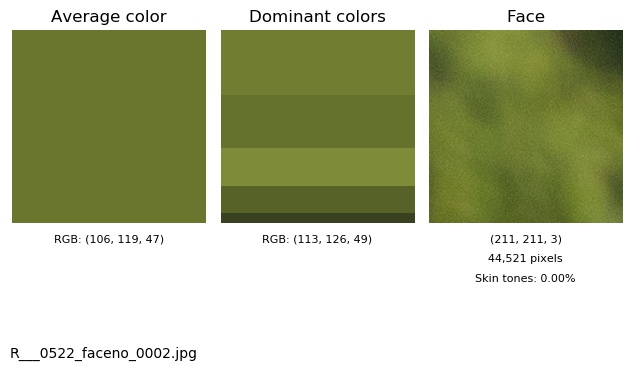 Average color
Dominant colors
Face
RGB: (106, 119, 47)
RGB: (113, 126, 49)
(211, 211, 3)
44,521 pixels
Skin tones: 0.00%
R___0522_faceno_0002.jpg